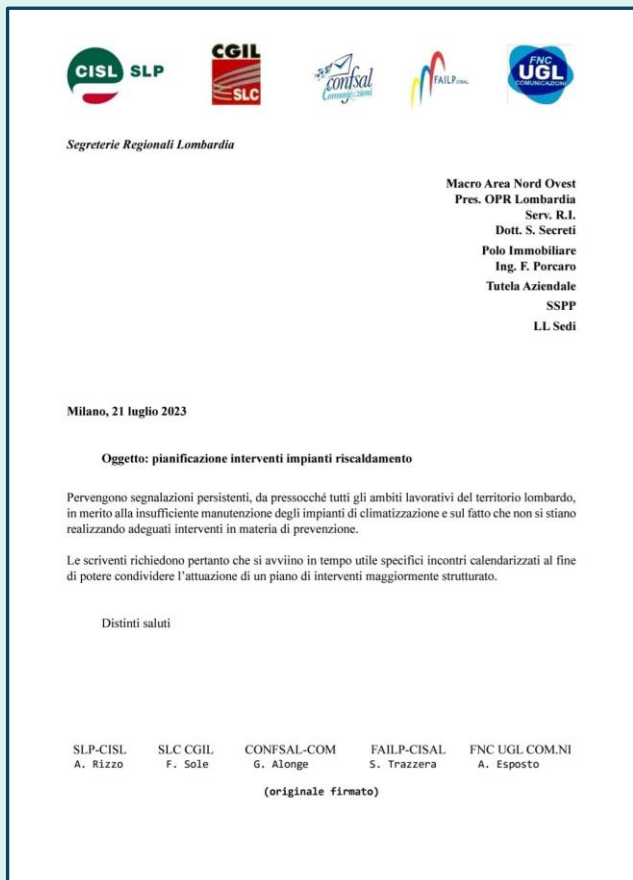 CISL SLP
CGIL
SLC
confsal
Comunicazioni
FAILP CISAL
FNC
UGL
COMUNICAZIONI
Segreterie Regionali Lombardia
Macro Area Nord Ovest
Pres. OPR Lombardia
Serv. R.I.
Dott. S. Secreti
Polo Immobiliare
Ing. F. Porcaro
Tutela Aziendale
SSPP
LL Sedi
Milano, 21 luglio 2023
Oggetto: pianificazione interventi impianti riscaldamento
Pervengono segnalazioni persistenti, da pressocché tutti gli ambiti lavorativi del territorio lombardo,
in merito alla insufficiente manutenzione degli impianti di climatizzazione e sul fatto che non si stiano
realizzando adeguati interventi in materia di prevenzione.
Le scriventi richiedono pertanto che si avviino in tempo utile specifici incontri calendarizzati al fine
di potere condividere l’attuazione di un piano di interventi maggiormente strutturato.
Distinti saluti
SLP-CISL SLC CGIL CONFSAL-COM FAILP-CISAL FNC UGL COM.NI
A. Rizzo F. Sole G. Alonge S. Trazzera A. Esposto
(originale firmato)